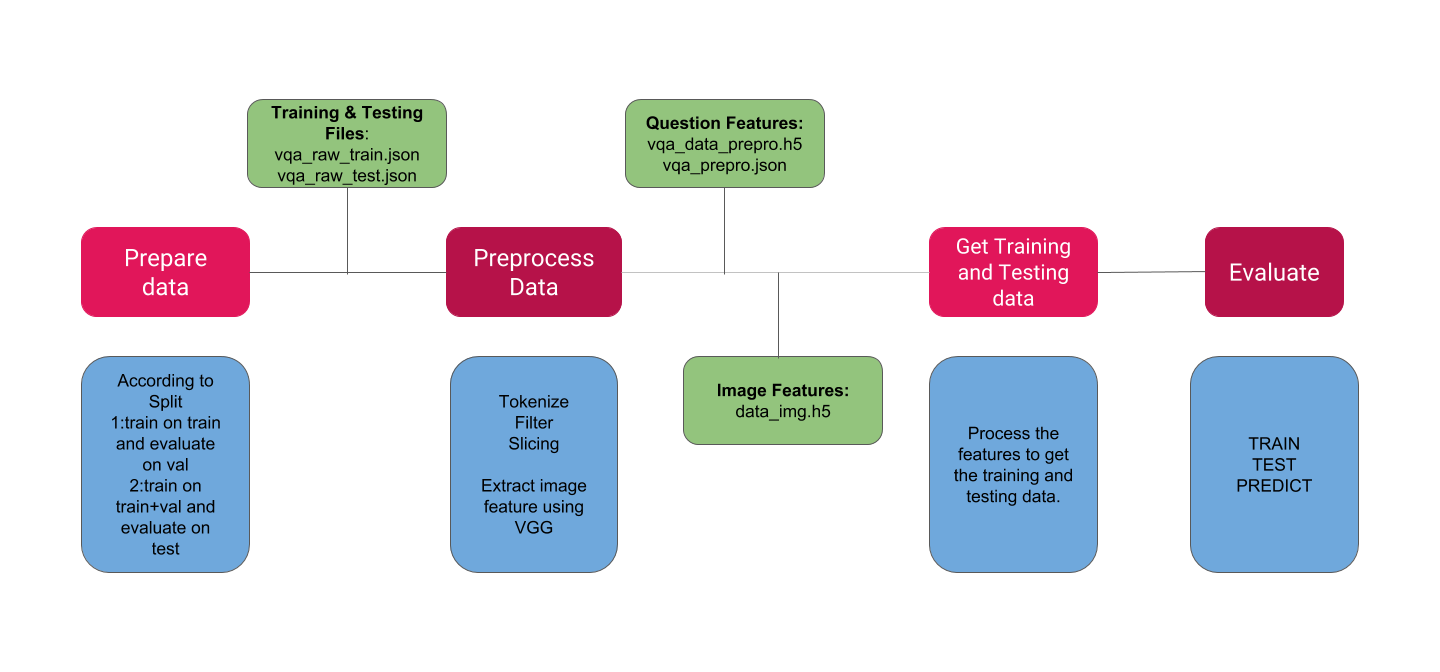 Training & Testing
Files:
vqa_raw_train.json
vqa_raw_test.json
Question Features:
vqa_data_prepro.h5
vqa_prepro.json
Prepare
data
Preprocess
Data
Get Training
and Testing
data
Evaluate
According to
Split
1:train on train
and evaluate
on val
2:train on
train+val and
evaluate on
test
Tokenize
Filter
Slicing
Extract image
feature using
VGG
Image Features:
data_img.h5
Process the
features to get
the training and
testing data.
TRAIN
TEST
PREDICT